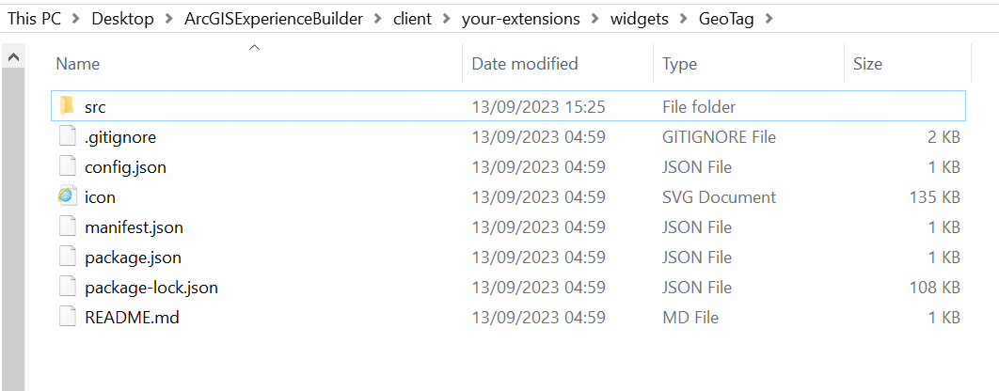 This PC > Desktop > ArcGISExperienceBuilder > client > your-extensions > widgets > GeoTag >
Name Date modified Type Size
src 13/09/2023 15:25 File folder
.gitignore 13/09/2023 04:59 GITIGNORE File 2 KB
config.json 13/09/2023 04:59 JSON File 1 KB
icon 13/09/2023 04:59 SVG Document 135 KB
manifest.json 13/09/2023 04:59 JSON File 1 KB
package.json 13/09/2023 04:59 JSON File 1 KB
package-lock.json 13/09/2023 04:59 JSON File 108 KB
README.md 13/09/2023 04:59 MD File 1 KB